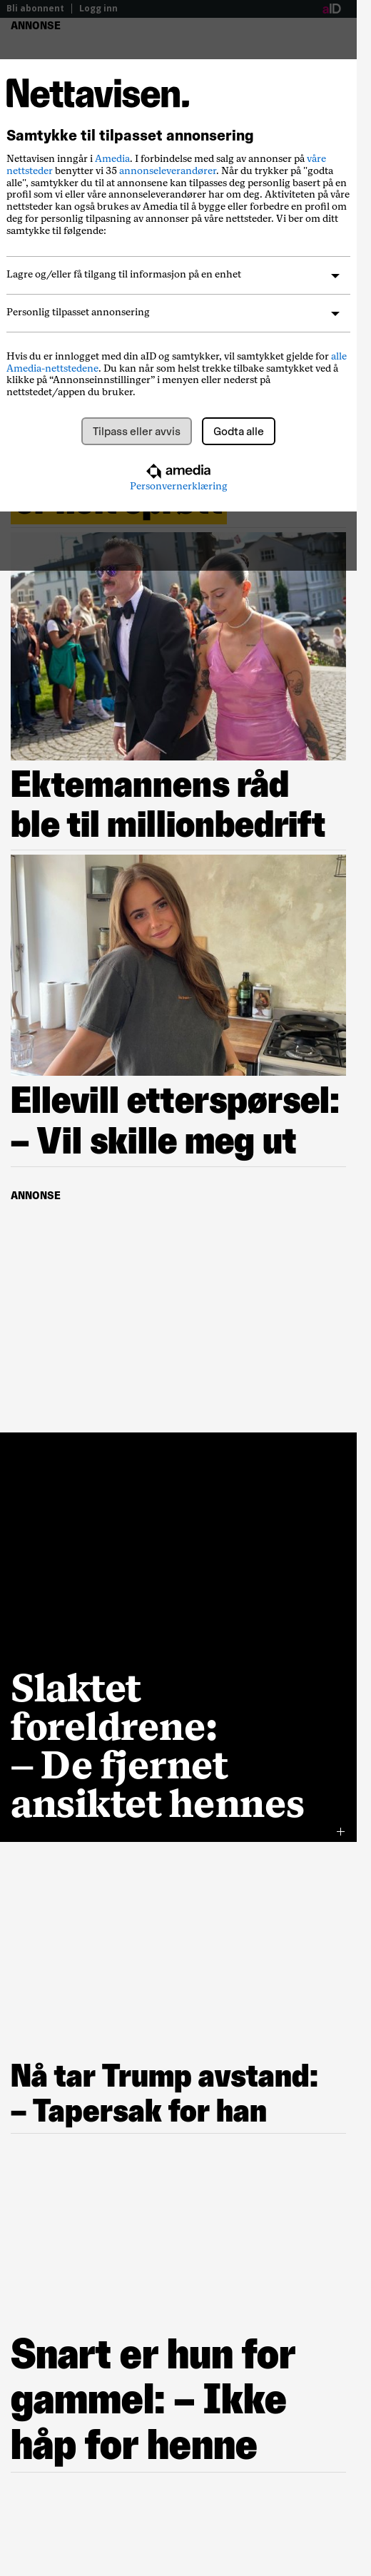 Bli abonnent | Logg inn
aID
ANNONSE
Nettavisen.
Samtykke til tilpasset annonsering
Nettavisen inngår i Amedia. I forbindelse med salg av annonser på våre
nettsteder benytter vi 35 annonseleverandører. Når du trykker på "godta
alle", samtykker du til at annonsene kan tilpasses deg personlig basert på en
profil som vi eller våre annonseleverandører har om deg. Aktiviteten på våre
nettsteder kan også brukes av Amedia til å bygge eller forbedre en profil om
deg for personlig tilpasning av annonser på våre nettsteder. Vi ber om ditt
samtykke til følgende:
Lagre og/eller få tilgang til informasjon på en enhet
Personlig tilpasset annonsering
Hvis du er innlogget med din aID og samtykker, vil samtykket gjelde for alle
Amedia-nettstedene. Du kan når som helst trekke tilbake samtykket ved å
klikke på “Annonseinnstillinger” i menyen eller nederst på
nettstedet/appen du bruker.
Tilpass eller avvis
Godta alle
amedia
Personvernerklæring
Ektemannens råd
ble til millionbedrift
Ellevill etterspørsel:
– Vil skille meg ut
ANNONSE
Slaktet
foreldrene:
– De fjernet
ansiktet hennes
+
Nå tar Trump avstand:
– Tapersak for han
Snart er hun for
gammel: – Ikke
håp for henne